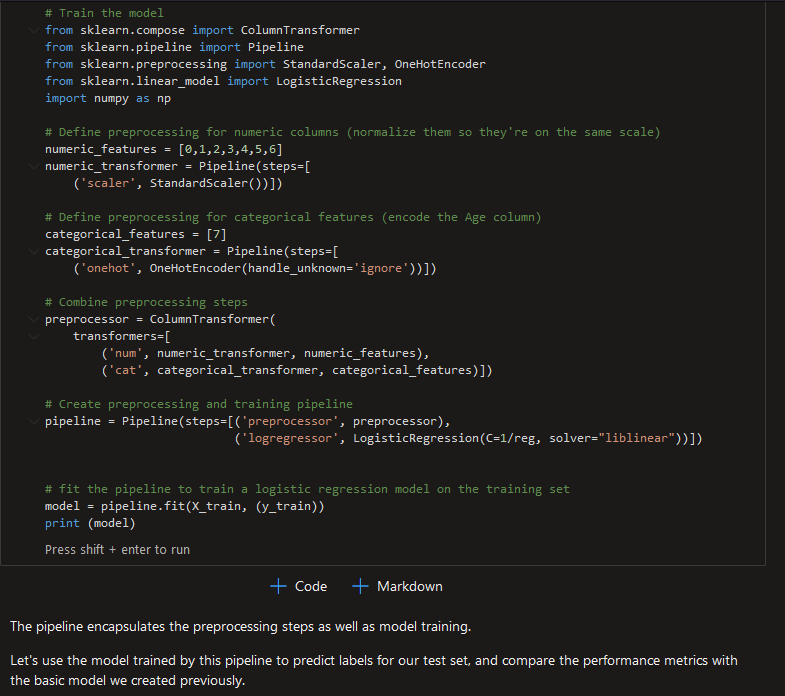 # Train the model
from sklearn.compose import ColumnTransformer
from sklearn.pipeline import Pipeline
from sklearn.preprocessing import StandardScaler, OneHotEncoder
from sklearn.linear_model import LogisticRegression
import numpy as np
# Define preprocessing for numeric columns (normalize them so they're on the same scale)
numeric_features = [0,1,2,3,4,5,6]
numeric_transformer = Pipeline(steps=[
('scaler', StandardScaler())])
# Define preprocessing for categorical features (encode the Age column)
categorical_features = [7]
categorical_transformer = Pipeline(steps=[
('onehot', OneHotEncoder(handle_unknown='ignore'))])
# Combine preprocessing steps
preprocessor = ColumnTransformer(
transformers=[
('num', numeric_transformer, numeric_features),
('cat', categorical_transformer, categorical_features)])
# Create preprocessing and training pipeline
pipeline = Pipeline(steps=[('preprocessor', preprocessor),
('logregressor', LogisticRegression(C=1/reg, solver="liblinear"))])
# fit the pipeline to train a logistic regression model on the training set
model = pipeline.fit(X_train, (y_train))
print (model)
Press shift + enter to run
+ Code + Markdown
The pipeline encapsulates the preprocessing steps as well as model training.
Let's use the model trained by this pipeline to predict labels for our test set, and compare the performance metrics with
the basic model we created previously.